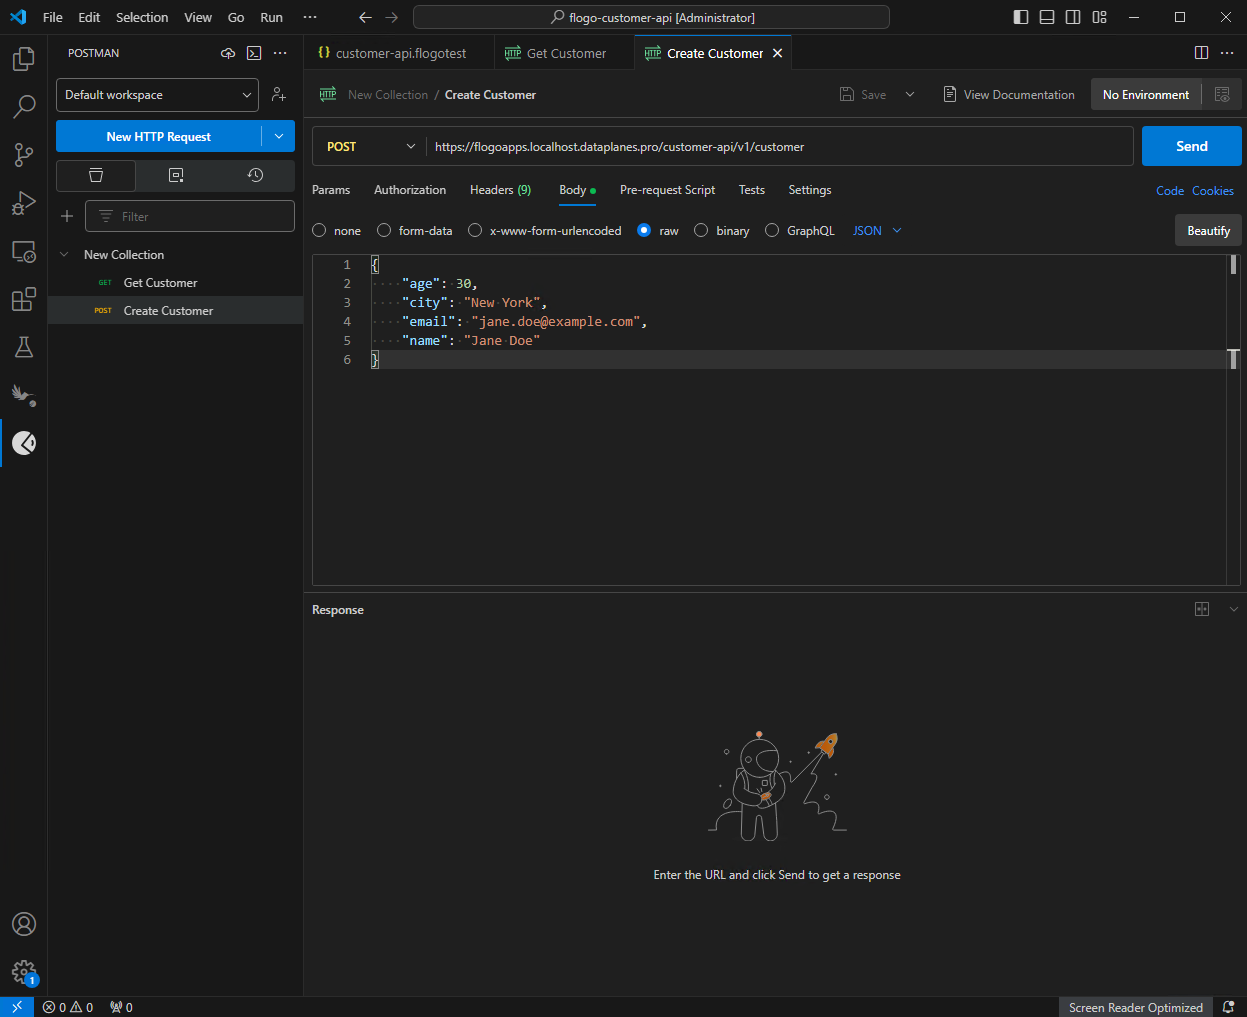 File Edit Selection View Go Run ···
flogo-customer-api [Administrator]
POSTMAN
{} customer-api.flogotest
HTTP Get Customer
HTTP Create Customer
Default workspace
HTTP New Collection / Create Customer
Save
View Documentation
No Environment
New HTTP Request
POST
https://flogoapps.localhost.dataplanes.pro/customer-api/v1/customer
Send
Params Authorization Headers (9) Body Pre-request Script Tests Settings
Code Cookies
Filter
none form-data x-www-form-urlencoded raw binary GraphQL JSON
Beautify
New Collection
GET Get Customer
POST Create Customer
1 {
2 ····"age": 30,
3 ····"city": "New York",
4 ····"email": "jane.doe@example.com",
5 ····"name": "Jane Doe"
6 }
Response
Enter the URL and click Send to get a response
1
0 0 0
Screen Reader Optimized